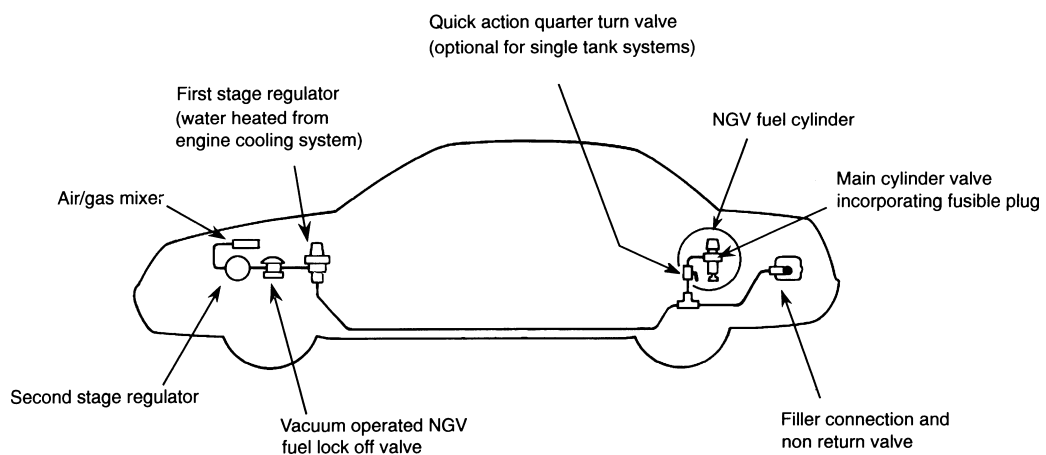 Quick action quarter turn valve
(optional for single tank systems)
First stage regulator
(water heated from
engine cooling system)
NGV fuel cylinder
Main cylinder valve
incorporating fusible plug
Air/gas mixer
Second stage regulator
Vacuum operated NGV
fuel lock off valve
Filler connection and
non return valve